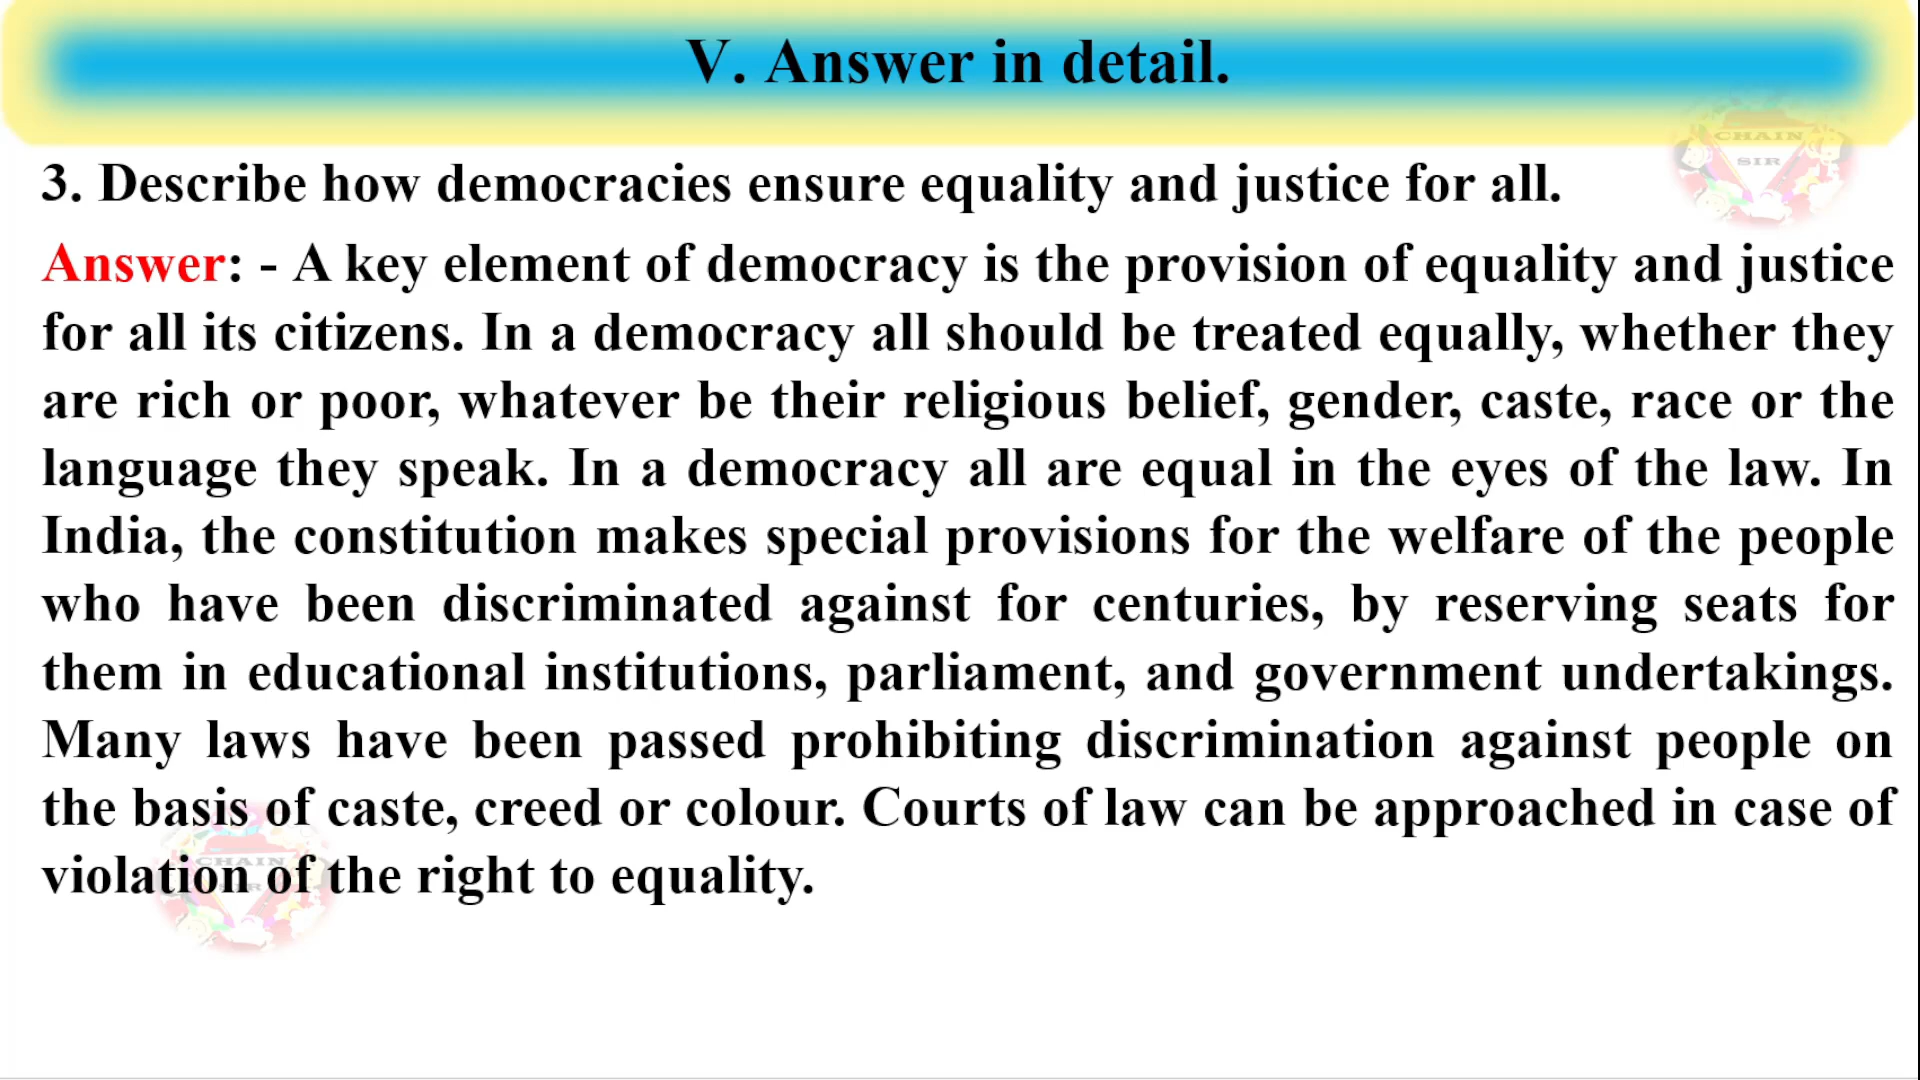 V. Answer in detail.
CHAIN
SIR
3. Describe how democracies ensure equality and justice for all.
Answer: - A key element of democracy is the provision of equality and justice
for all its citizens. In a democracy all should be treated equally, whether they
are rich or poor, whatever be their religious belief, gender, caste, race or the
language they speak. In a democracy all are equal in the eyes of the law. In
India, the constitution makes special provisions for the welfare of the people
who have been discriminated against for centuries, by reserving seats for
them in educational institutions, parliament, and government undertakings.
Many laws have been passed prohibiting discrimination against people on
the basis of caste, creed or colour. Courts of law can be approached in case of
violation of the right to equality.
CHAIN
SIR